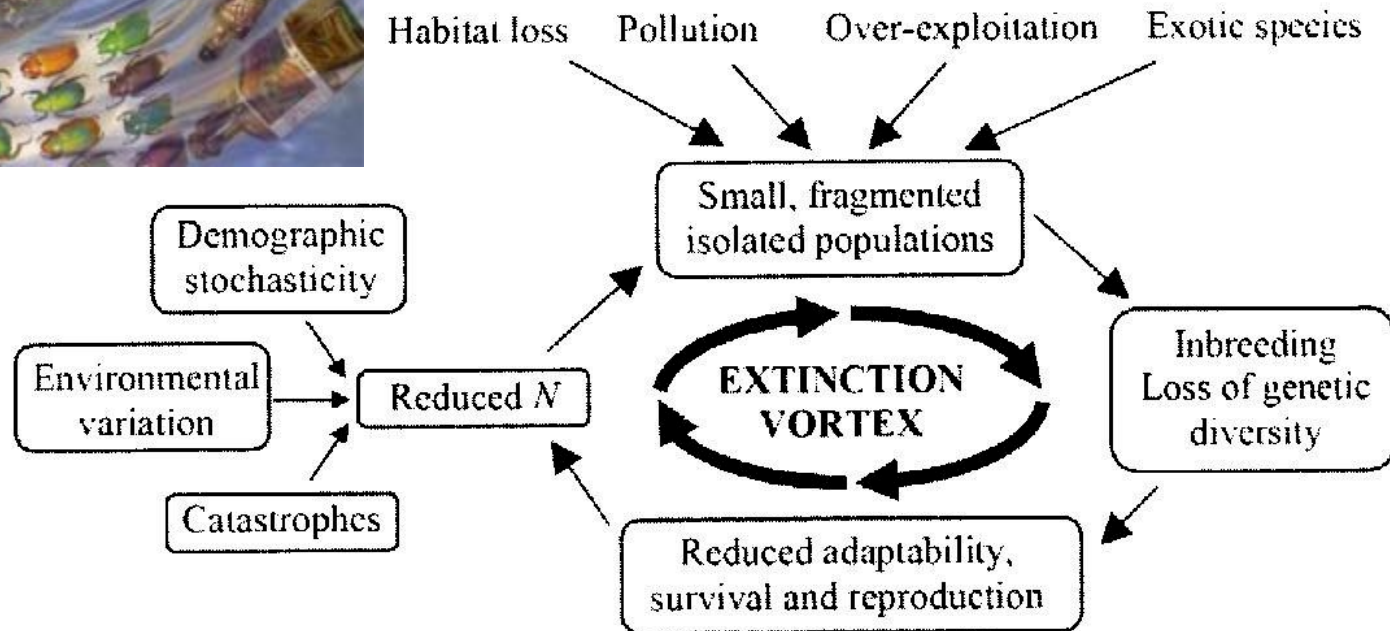 Habitat loss Pollution Over-exploitation Exotic species
Small, fragmented
isolated populations
Demographic
stochasticity
Environmental
variation
Catastrophes
Reduced N
EXTINCTION
VORTEX
Inbreeding
Loss of genetic
diversity
Reduced adaptability,
survival and reproduction